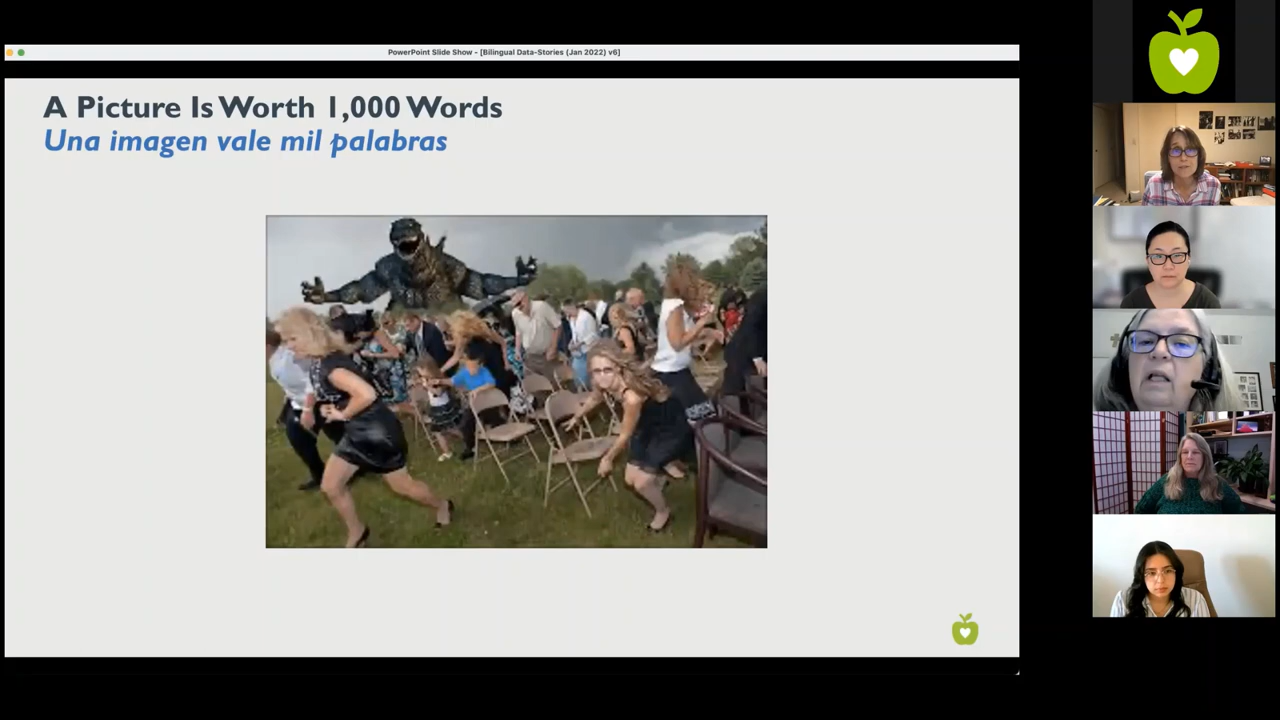 PowerPoint Slide Show - [Bilingual Data-Stories (Jan 2022) v6]
A Picture Is Worth 1,000 Words
Una imagen vale mil palabras